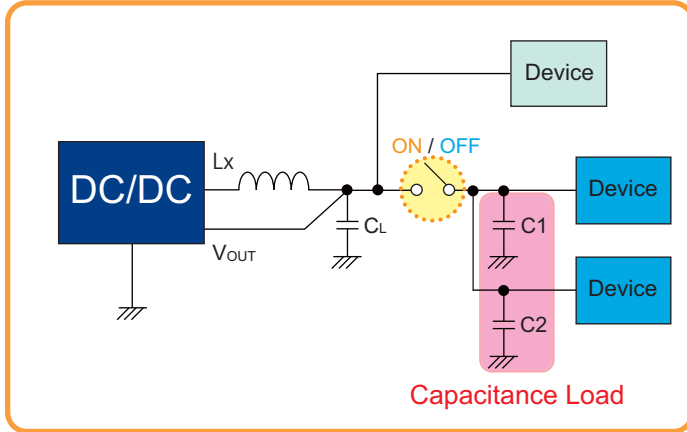 Device
ON / OFF
Lx
DC/DC
Device
CL
C1
VOUT
Device
C2
Capacitance Load